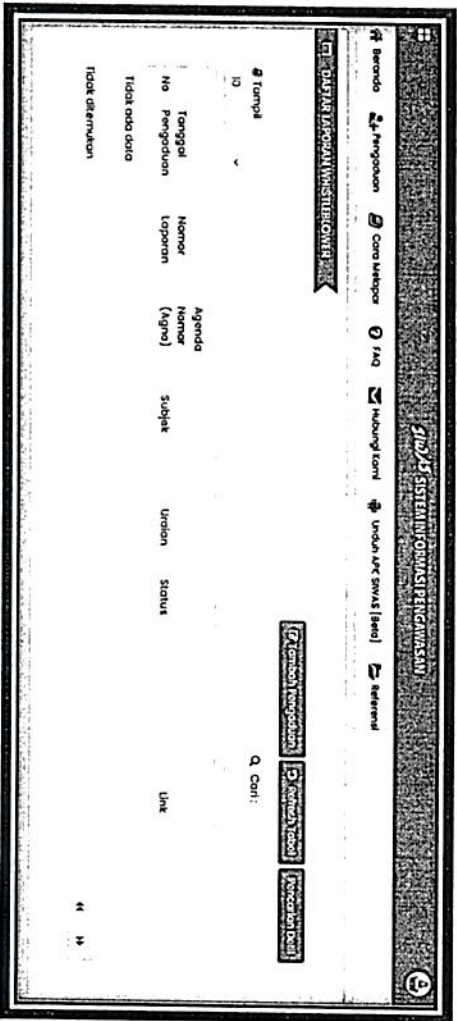 SIWAS SISTEM INFORMASI PENGAWASAN
Beranda Pengaduan Cara Melapor FAQ Hubungi Kami Unduh APK SIWAS [Beta] Referensi
DAFTAR LAPORAN WHISTLEBLOWER
Tambah Pengaduan Refresh Tabel Pencarian Detil
# Tampil
10
Cari :
No Tanggal Pengaduan Nomor Laporan Agenda Nomor (Agno) Subjek Uraian Status Link
Tidak ada data
Tidak ditemukan